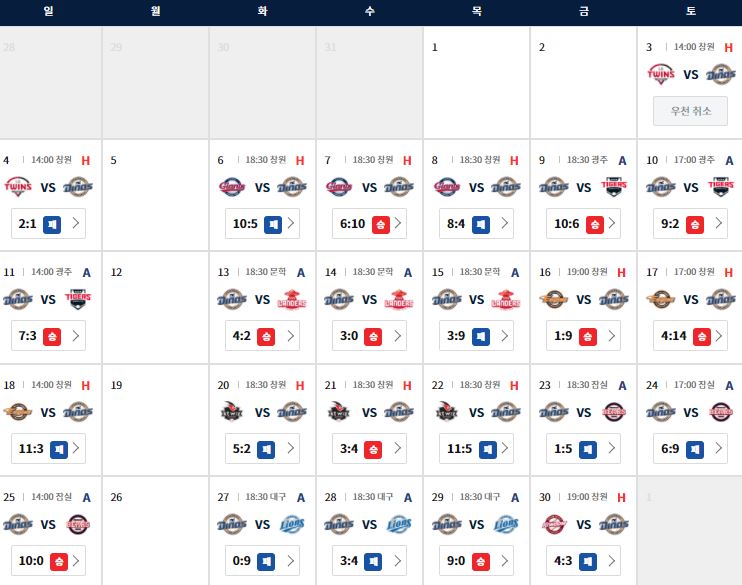 일 월 화 수 목 금 토
28 29 30 31 1 2 3 14:00 창원 H
TWINS VS Dinos
우천 취소
4 14:00 창원 H 5 6 18:30 창원 H 7 18:30 창원 H 8 18:30 창원 H 9 18:30 광주 A 10 17:00 광주 A
TWINS VS Dinos Giants VS Dinos Giants VS Dinos Giants VS Dinos Dinos VS TIGERS Dinos VS TIGERS
2:1 패 10:5 패 6:10 승 8:4 패 10:6 승 9:2 승
11 14:00 광주 A 12 13 18:30 문학 A 14 18:30 문학 A 15 18:30 문학 A 16 19:00 창원 H 17 17:00 창원 H
Dinos VS TIGERS Dinos VS LANDERS Dinos VS LANDERS Dinos VS LANDERS VS Dinos VS Dinos
7:3 승 4:2 승 3:0 승 3:9 패 1:9 승 4:14 승
18 14:00 창원 H 19 20 18:30 창원 H 21 18:30 창원 H 22 18:30 창원 H 23 18:30 잠실 A 24 17:00 잠실 A
VS Dinos VS Dinos VS Dinos VS Dinos Dinos VS Dinos VS
11:3 패 5:2 패 3:4 승 11:5 패 1:5 패 6:9 패
25 14:00 잠실 A 26 27 18:30 대구 A 28 18:30 대구 A 29 18:30 대구 A 30 19:00 창원 H 1
Dinos VS Dinos VS Lions Dinos VS Lions Dinos VS Lions VS Dinos
10:0 승 0:9 패 3:4 패 9:0 승 4:3 패